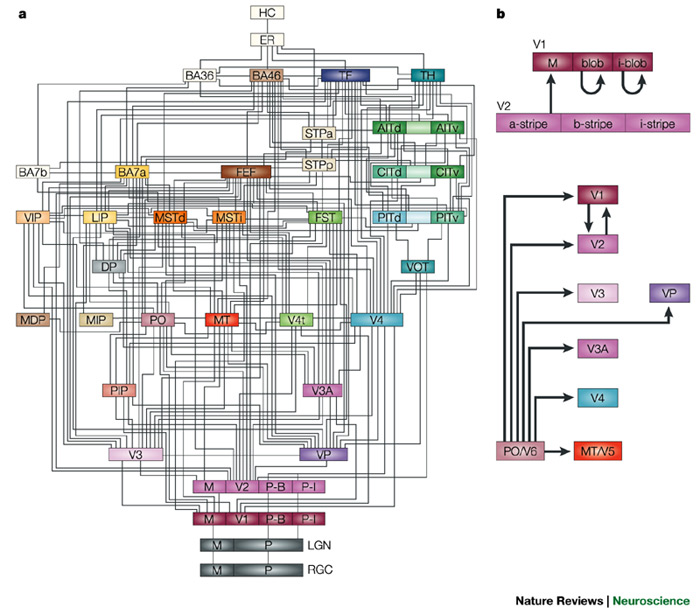 a
HC
ER
BA36 BA46 TF TH
STPa AITd AITv
BA7b BA7a FEF STPp CITd CITv
VIP LIP MSTd MSTi FST PITd PITv
DP VOT
MDP MIP PO MT V4t V4
PIP V3A
V3 VP
M V2 P-B P-I
M V1 P-B P-I
M P LGN
M P RGC
b
V1
M blob i-blob
V2
a-stripe b-stripe i-stripe
V1
V2
V3 VP
V3A
V4
PO/V6 MT/V5
Nature Reviews | Neuroscience